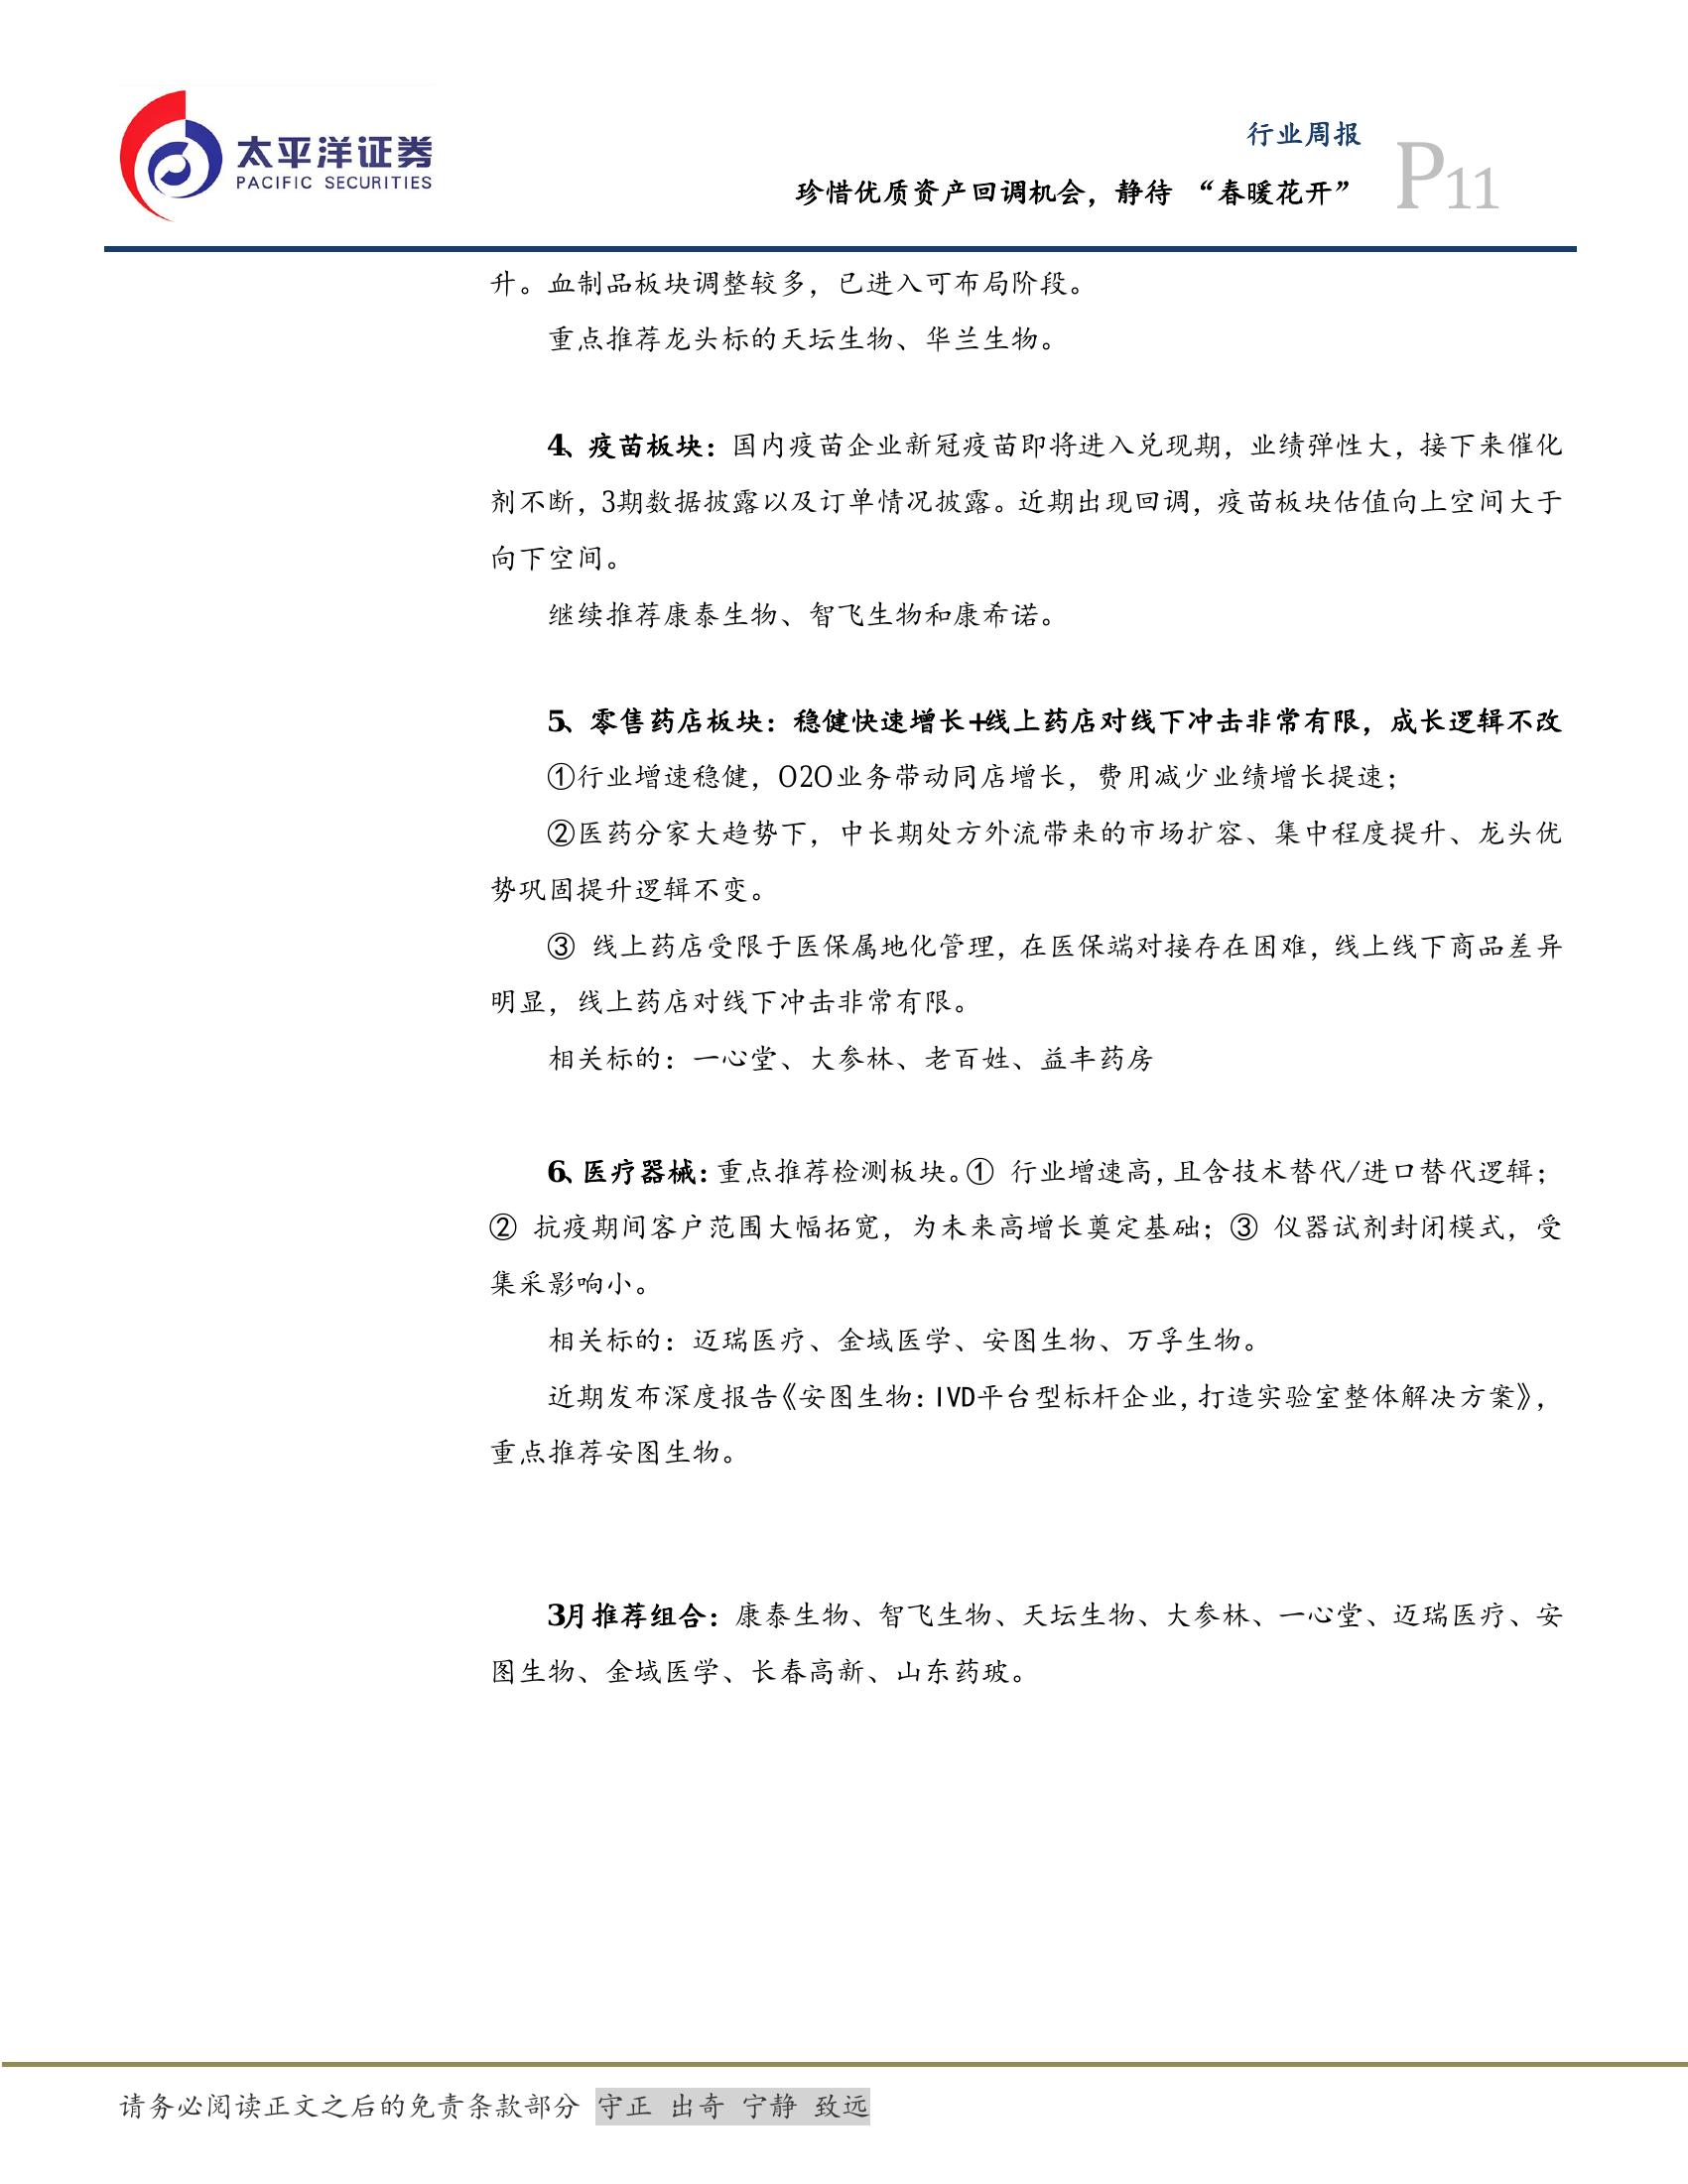 太平洋证券
PACIFIC SECURITIES
行业周报
珍惜优质资产回调机会，静待 “春暖花开”
P11
升。血制品板块调整较多，已进入可布局阶段。
重点推荐龙头标的天坛生物、华兰生物。
4、疫苗板块：国内疫苗企业新冠疫苗即将进入兑现期，业绩弹性大，接下来催化
剂不断，3期数据披露以及订单情况披露。近期出现回调，疫苗板块估值向上空间大于
向下空间。
继续推荐康泰生物、智飞生物和康希诺。
5、零售药店板块：稳健快速增长+线上药店对线下冲击非常有限，成长逻辑不改
①行业增速稳健，O2O业务带动同店增长，费用减少业绩增长提速；
②医药分家大趋势下，中长期处方外流带来的市场扩容、集中程度提升、龙头优
势巩固提升逻辑不变。
③ 线上药店受限于医保属地化管理，在医保端对接存在困难，线上线下商品差异
明显，线上药店对线下冲击非常有限。
相关标的：一心堂、大参林、老百姓、益丰药房
6、医疗器械：重点推荐检测板块。① 行业增速高，且含技术替代/进口替代逻辑；
② 抗疫期间客户范围大幅拓宽，为未来高增长奠定基础；③ 仪器试剂封闭模式，受
集采影响小。
相关标的：迈瑞医疗、金域医学、安图生物、万孚生物。
近期发布深度报告《安图生物：IVD平台型标杆企业，打造实验室整体解决方案》，
重点推荐安图生物。
3月推荐组合：康泰生物、智飞生物、天坛生物、大参林、一心堂、迈瑞医疗、安
图生物、金域医学、长春高新、山东药玻。
请务必阅读正文之后的免责条款部分 守正 出奇 宁静 致远